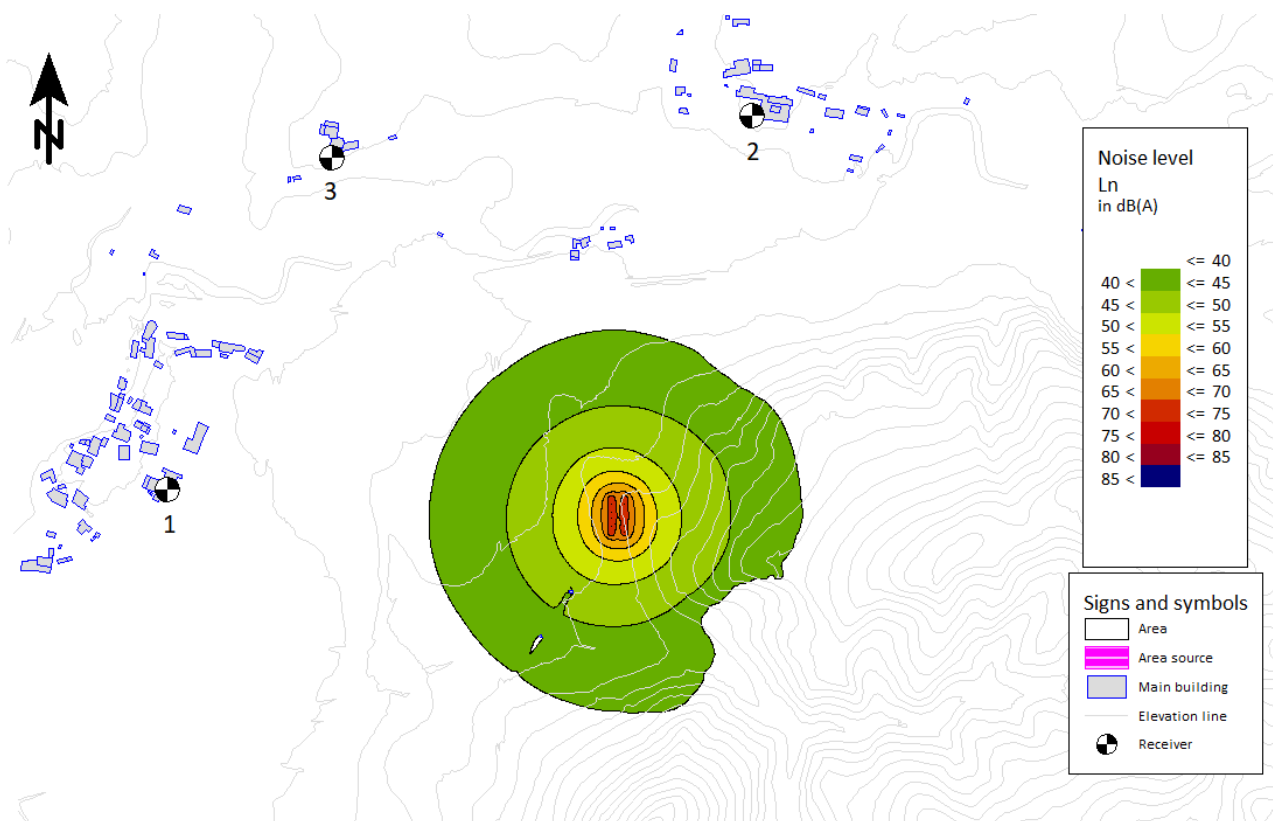 N
2
3
1
Noise level
Ln
in dB(A)
<= 40
40 < <= 45
45 < <= 50
50 < <= 55
55 < <= 60
60 < <= 65
65 < <= 70
70 < <= 75
75 < <= 80
80 < <= 85
85 <
Signs and symbols
Area
Area source
Main building
Elevation line
Receiver